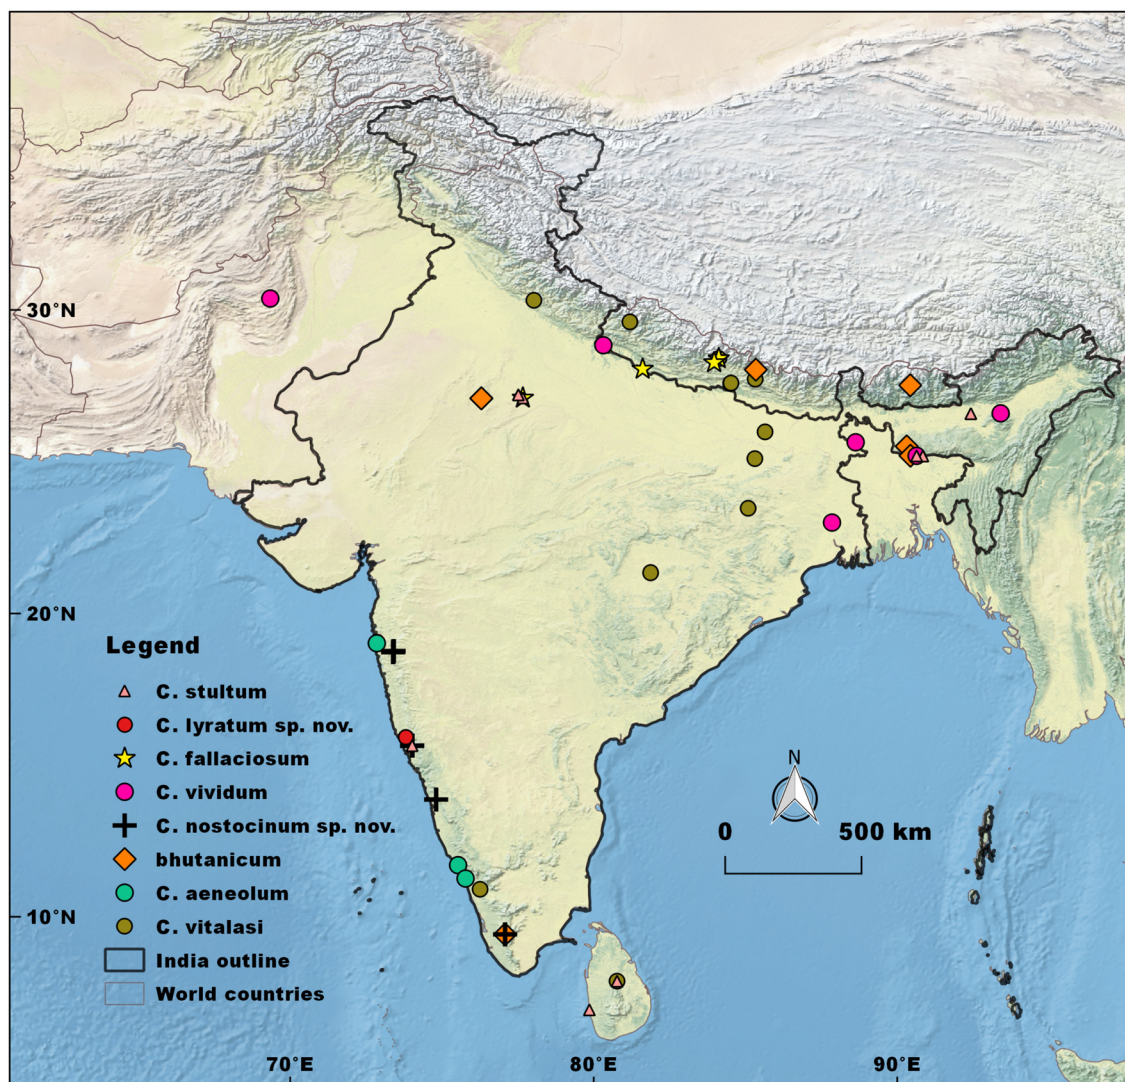 30°N
20°N
Legend
C. stultum
C. lyratum sp. nov.
C. fallaciosum
C. vividum
C. nostocinum sp. nov.
bhutanicum
C. aeneolum
C. vitalasi
India outline
World countries
N
0 500 km
10°N
70°E 80°E 90°E